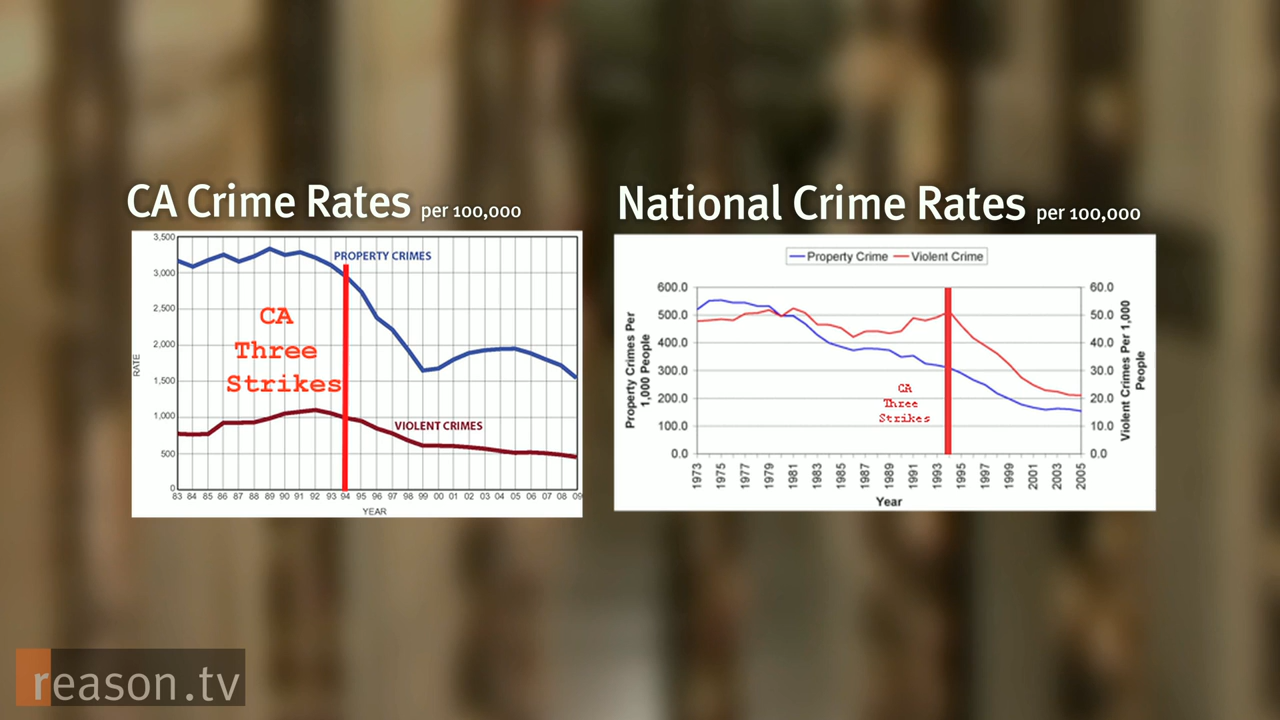 CA Crime Rates per 100,000
3,500
3,000
2,500
2,000
1,500
1,000
500
0
RATE
PROPERTY CRIMES
CA
Three
Strikes
VIOLENT CRIMES
83 84 85 86 87 88 89 90 91 92 93 94 95 96 97 98 99 00 01 02 03 04 05 06 07 08 09
YEAR
National Crime Rates per 100,000
Property Crime Violent Crime
600.0
500.0
400.0
300.0
200.0
100.0
0.0
Property Crimes Per
1,000 People
CA
Three
Strikes
60.0
50.0
40.0
30.0
20.0
10.0
0.0
Violent Crimes Per 1,000
People
1973 1975 1977 1979 1981 1983 1985 1987 1989 1991 1993 1995 1997 1999 2001 2003 2005
Year
reason.tv